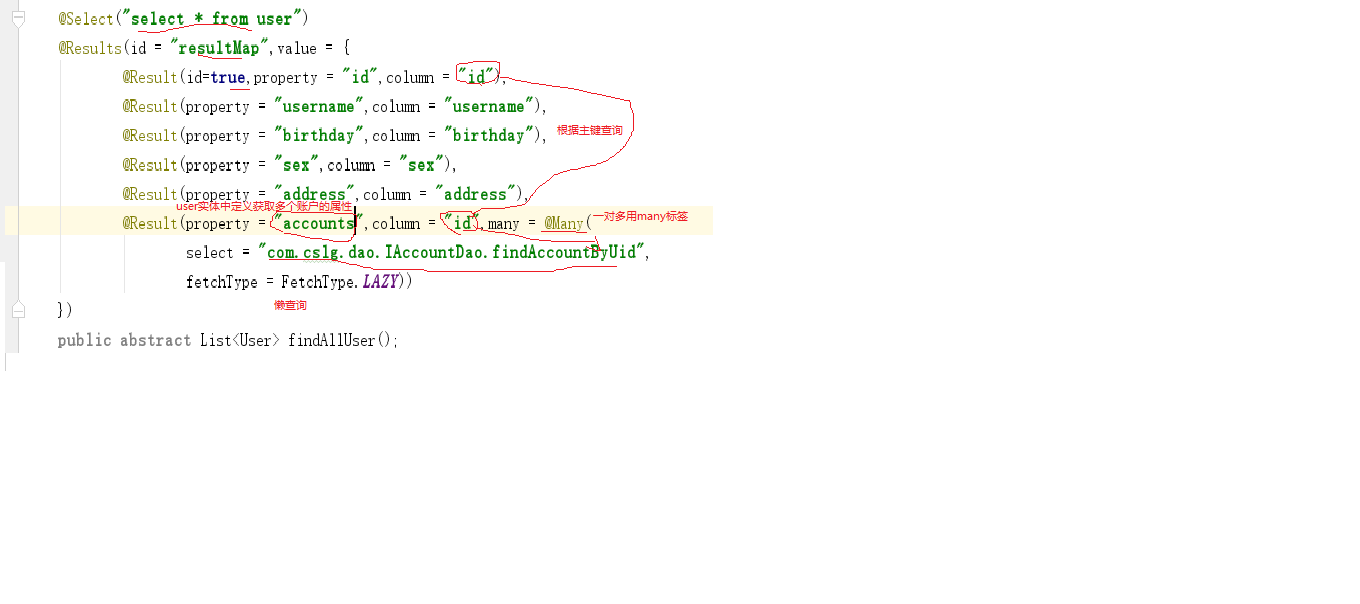 @Select("select * from user")
@Results(id = "resultMap",value = {
@Result(id=true,property = "id",column = "id"),
@Result(property = "username",column = "username"),
@Result(property = "birthday",column = "birthday"),
根据主键查询
@Result(property = "sex",column = "sex"),
@Result(property = "address",column = "address"),
user实体中定义获取多个账户的属性
@Result(property = "accounts",column = "id",many = @Many(
一对多用many标签
select = "com.cslg.dao.IAccountDao.findAccountByUid",
fetchType = FetchType.LAZY))
懒查询
})
public abstract List<User> findAllUser();